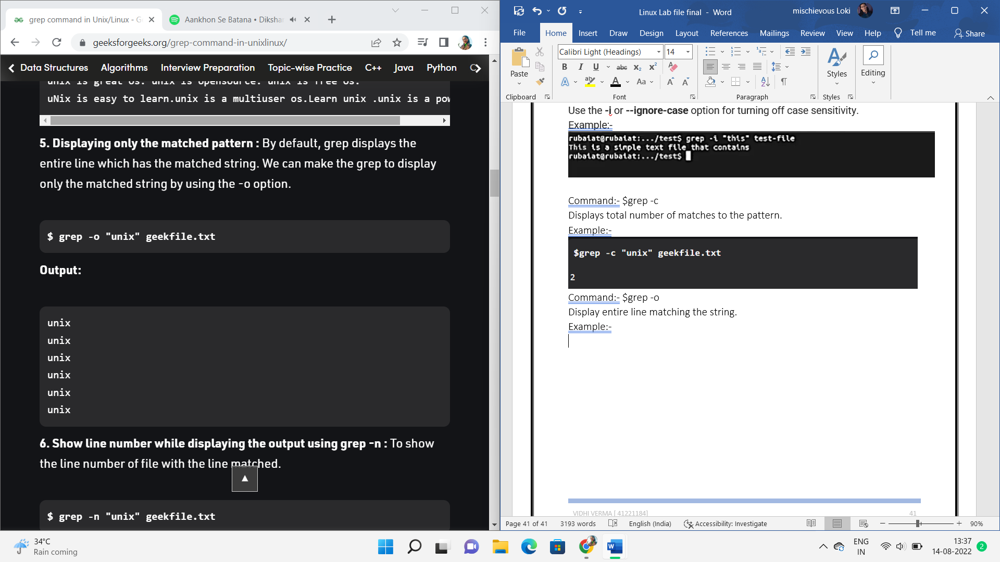 grep command in Unix/Linux - G
Aankhon Se Batana • Dikshan
geeksforgeeks.org/grep-command-in-unixlinux/
Data Structures Algorithms Interview Preparation Topic-wise Practice C++ Java Python
unix is great os. unix is opensource. unix is free os.
uNix is easy to learn.unix is a multiuser os.Learn unix .unix is a pow
5. Displaying only the matched pattern : By default, grep displays the
entire line which has the matched string. We can make the grep to display
only the matched string by using the -o option.
$ grep -o "unix" geekfile.txt
Output:
unix
unix
unix
unix
unix
unix
6. Show line number while displaying the output using grep -n : To show
the line number of file with the line matched.
$ grep -n "unix" geekfile.txt
Linux Lab file final - Word
mischievous Loki
File Home Insert Draw Design Layout References Mailings Review View Help Tell me Share
Calibri Light (Headings) 14
Paste
Styles
Editing
Clipboard Font Paragraph Styles
Use the -i or --ignore-case option for turning off case sensitivity.
Example:-
rubaiat@rubaiat:.../test$ grep -i "this" test-file
This is a simple text file that contains
rubaiat@rubaiat:.../test$
Command:- $grep -c
Displays total number of matches to the pattern.
Example:-
$grep -c "unix" geekfile.txt
2
Command:- $grep -o
Display entire line matching the string.
Example:-
VIDHI VERMA [ 41221184] 41
Page 41 of 41 3193 words English (India) Accessibility: Investigate 90%
34°C
Rain coming
ENG
IN
13:37
14-08-2022
2